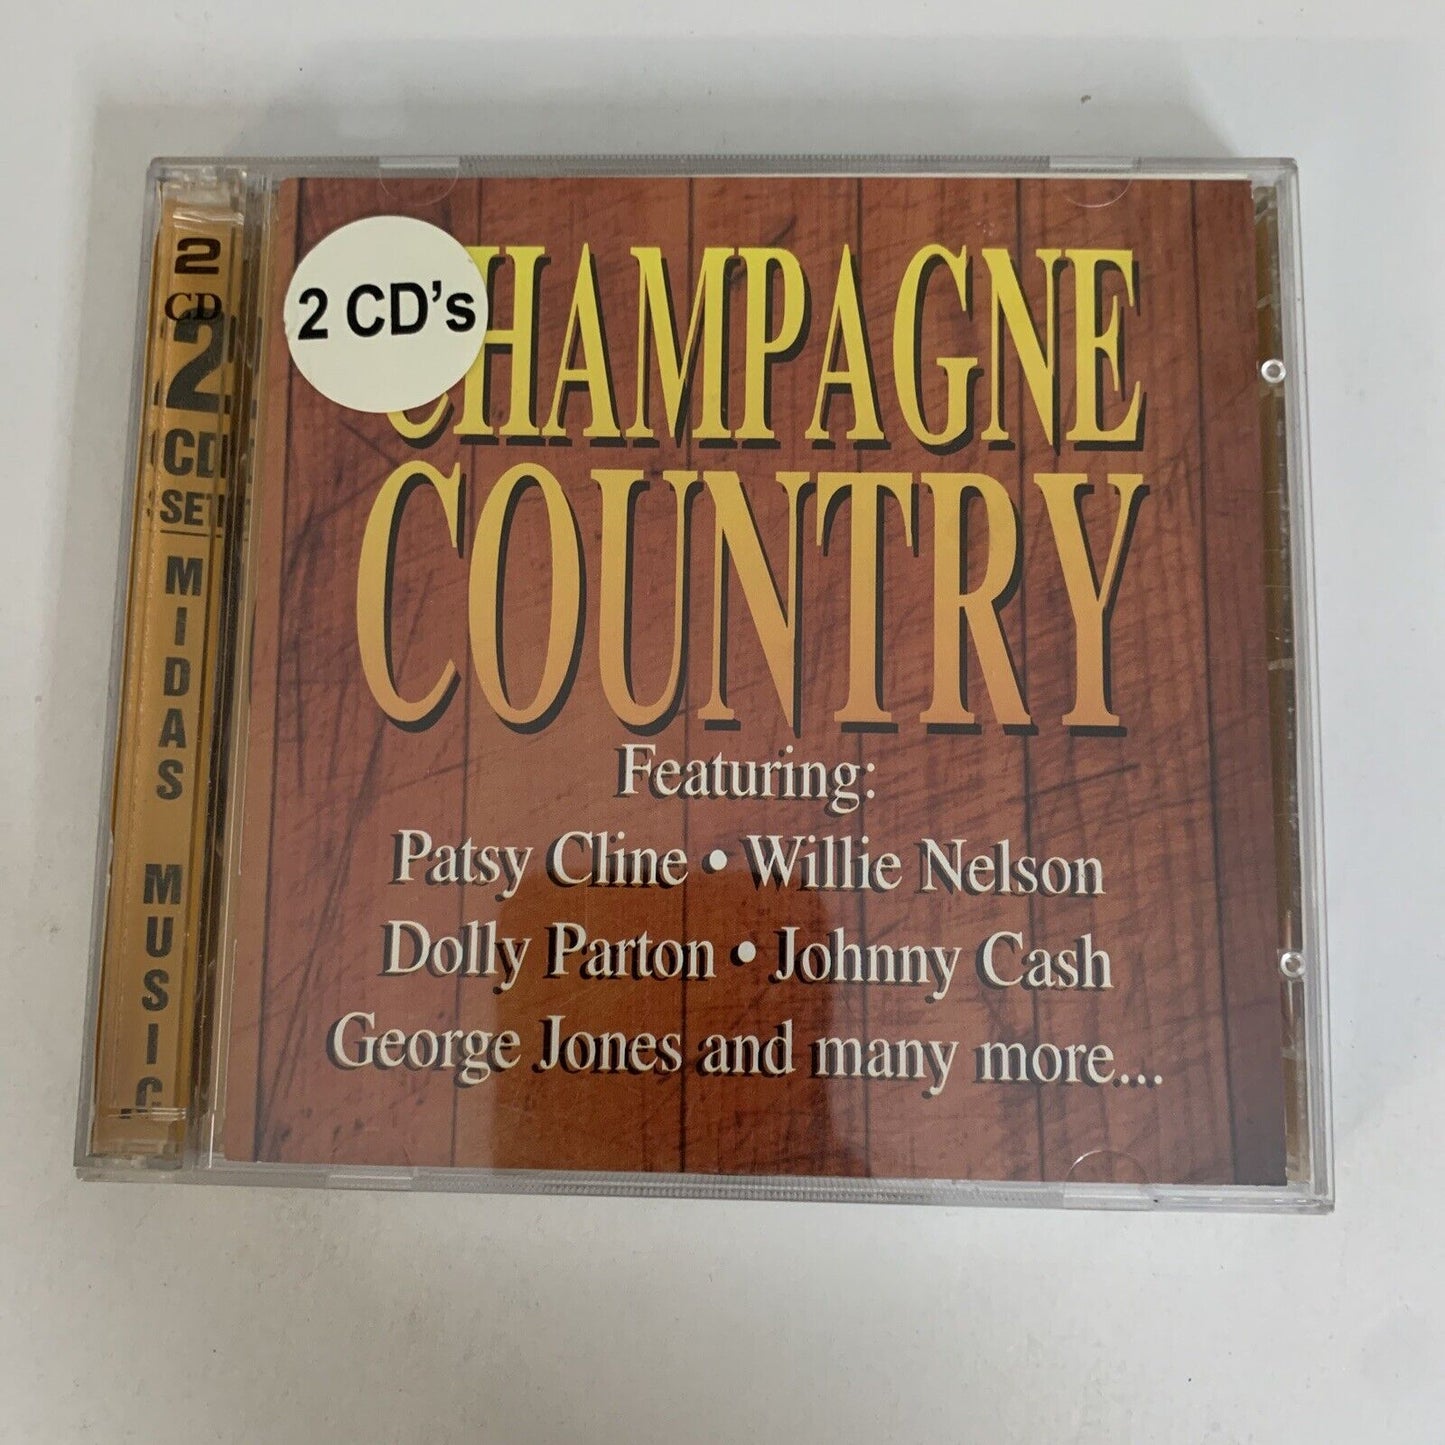 2
CD
2
CD
SET
MIDAS MUSIC
2 CD's
CHAMPAGNE
COUNTRY
Featuring:
Patsy Cline • Willie Nelson
Dolly Parton • Johnny Cash
George Jones and many more...